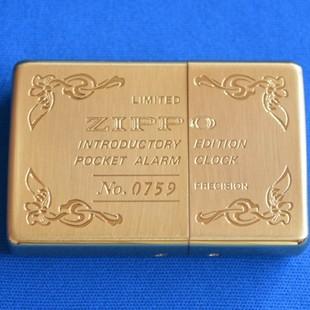 LIMITED
ZIPPO
INTRODUCTORY EDITION
POCKET ALARM CLOCK
No. 0759 PRECISION